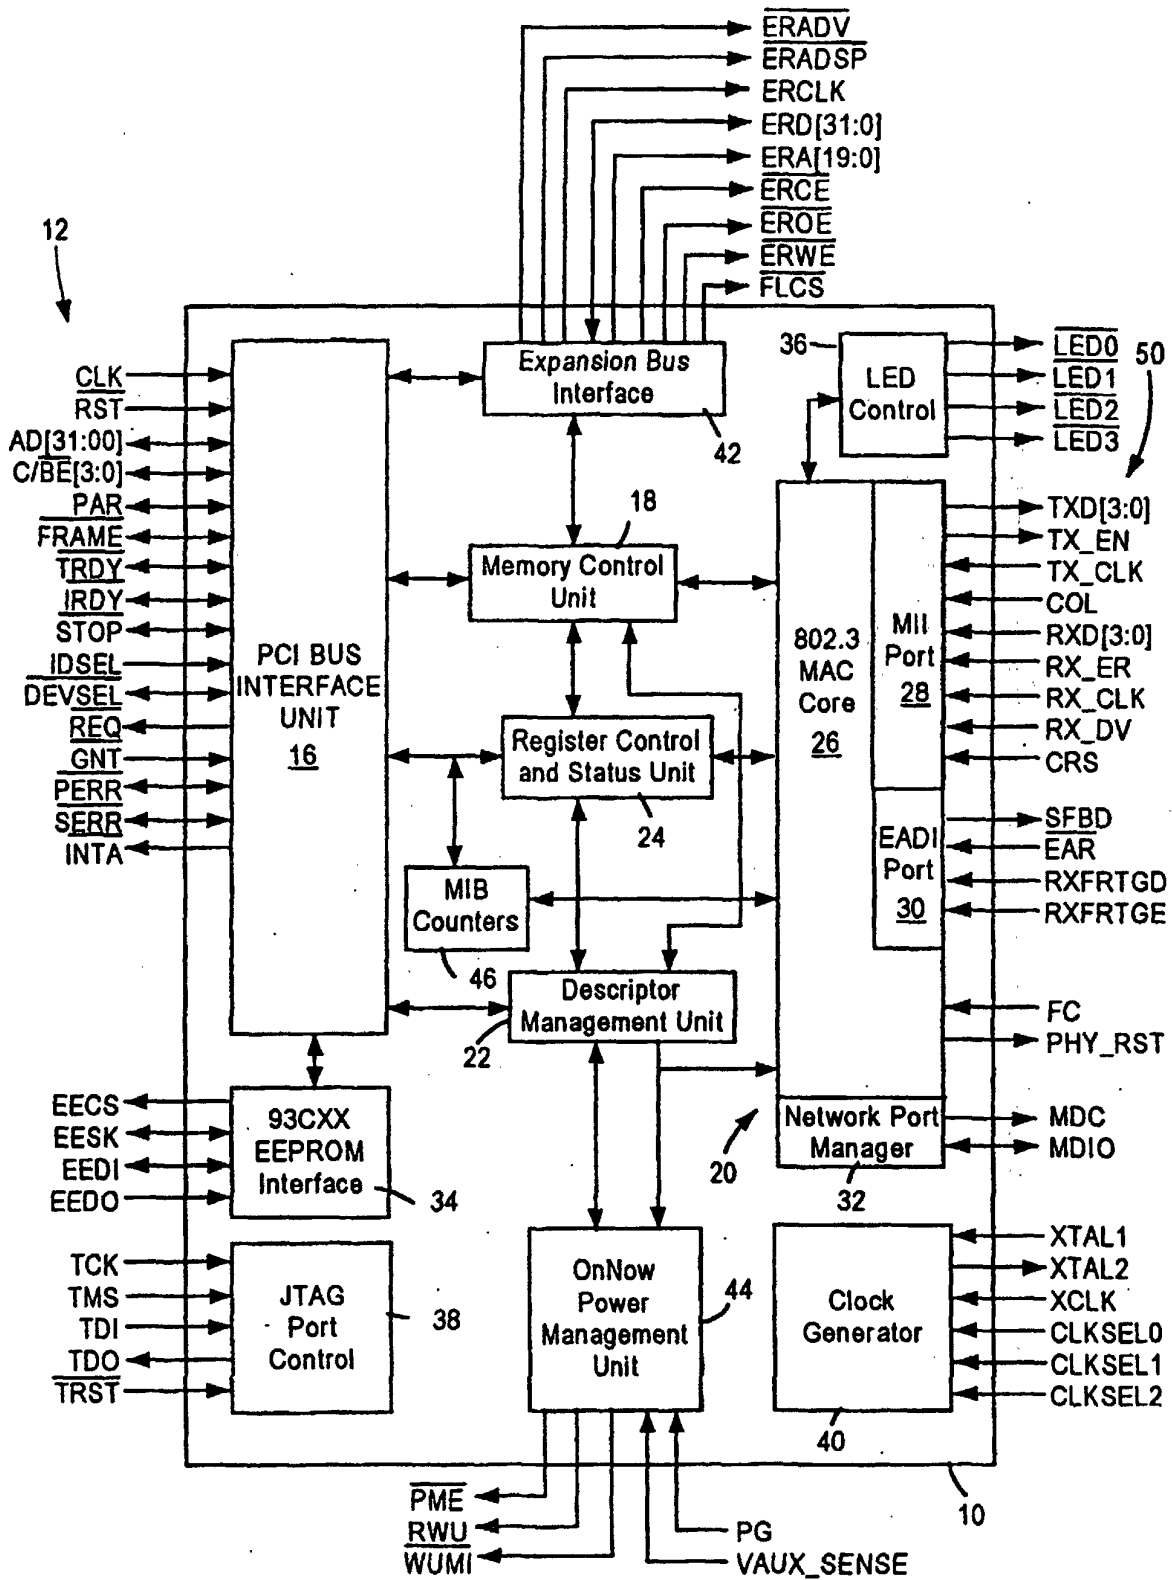 ERADV
ERADSP
ERCLK
ERD[31:0]
ERA[19:0]
ERCE
EROE
ERWE
FLCS
12
CLK
RST
AD[31:00]
C/BE[3:0]
PAR
FRAME
TRDY
IRDY
STOP
IDSEL
DEVSEL
REQ
GNT
PERR
SERR
INTA
PCI BUS
INTERFACE
UNIT
16
Expansion Bus
Interface
42
36
LED
Control
LED0
LED1
LED2
LED3
50
18
Memory Control
Unit
802.3
MAC
Core
26
MII
Port
28
TXD[3:0]
TX_EN
TX_CLK
COL
RXD[3:0]
RX_ER
RX_CLK
RX_DV
CRS
Register Control
and Status Unit
24
EADI
Port
30
SFBD
EAR
RXFRTGD
RXFRTGE
MIB
Counters
46
Descriptor
Management Unit
22
FC
PHY_RST
Network Port
Manager
32
20
MDC
MDIO
EECS
EESK
EEDI
EEDO
93CXX
EEPROM
Interface
34
TCK
TMS
TDI
TDO
TRST
JTAG
Port
Control
38
OnNow
Power
Management
Unit
44
Clock
Generator
40
XTAL1
XTAL2
XCLK
CLKSEL0
CLKSEL1
CLKSEL2
10
PME
RWU
WUMI
PG
VAUX_SENSE